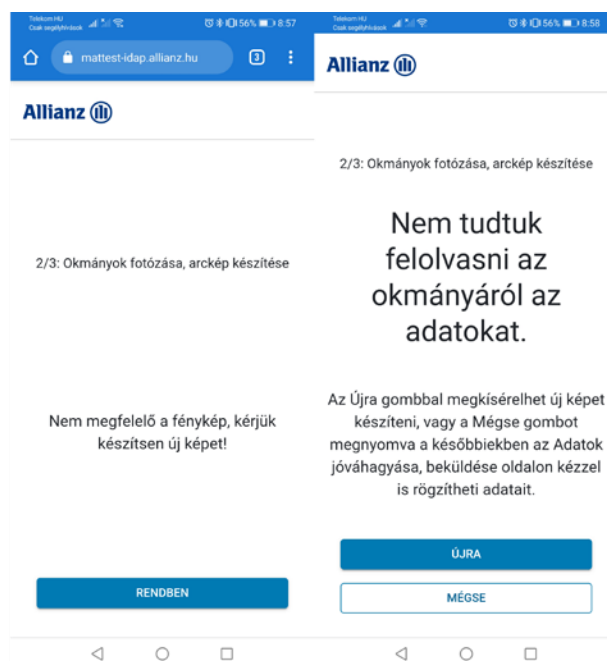 Telekom HU
Csak segélyhívások
56% 8:57
mattest-idap.allianz.hu
3
Allianz
2/3: Okmányok fotózása, arckép készítése
Nem megfelelő a fénykép, kérjük
készítsen új képet!
RENDBEN
Telekom HU
Csak segélyhívások
56% 8:58
Allianz
2/3: Okmányok fotózása, arckép készítése
Nem tudtuk
felolvasni az
okmányáról az
adatokat.
Az Újra gombbal megkísérelhet új képet
készíteni, vagy a Mégse gombot
megnyomva a későbbiekben az Adatok
jóváhagyása, beküldése oldalon kézzel
is rögzítheti adatait.
ÚJRA
MÉGSE